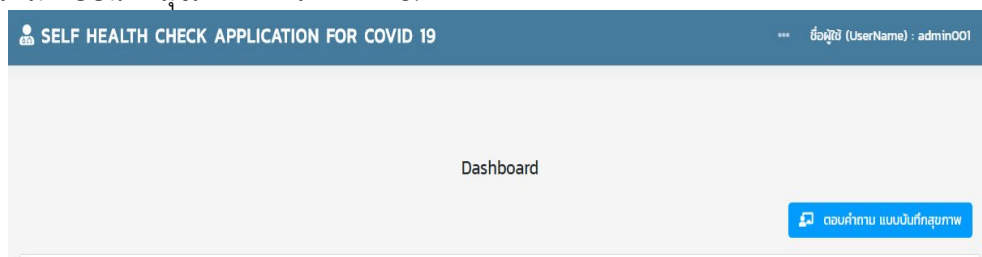 SELF HEALTH CHECK APPLICATION FOR COVID 19
••• ชื่อผู้ใช้ (UserName) : admin001
Dashboard
ตอบคำถาม แบบบันทึกสุขภาพ